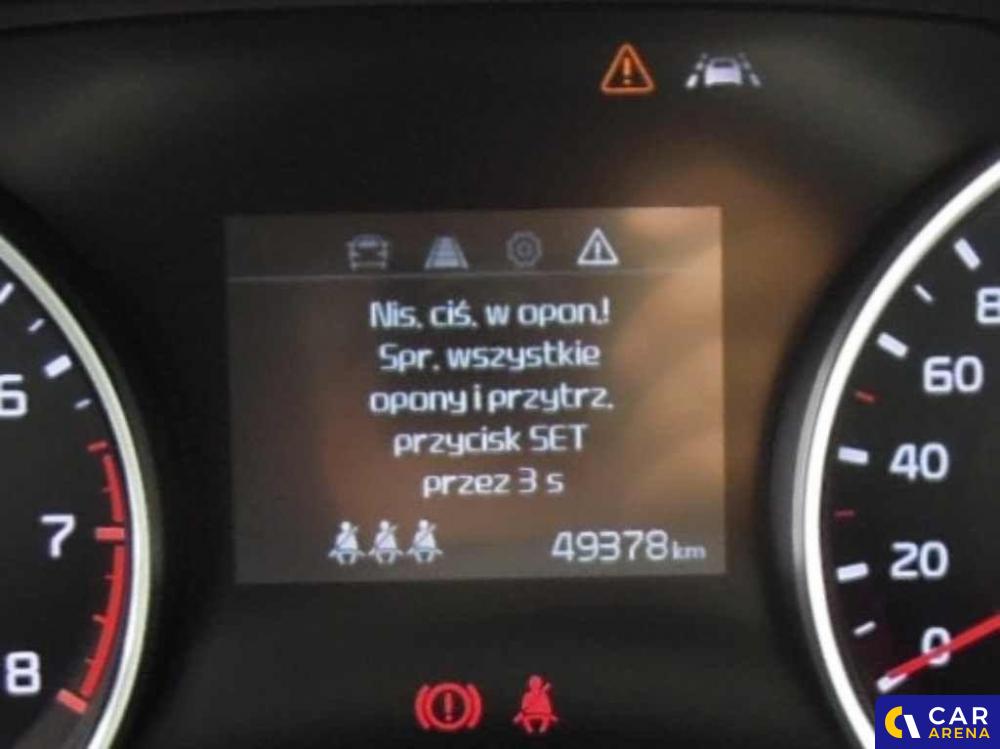 Nis. ciś. w opon.!
Spr. wszystkie
opony i przytrz.
przycisk SET
przez 3 s
49378 km
6
7
8
8
60
40
20
0
CAR
ARENA